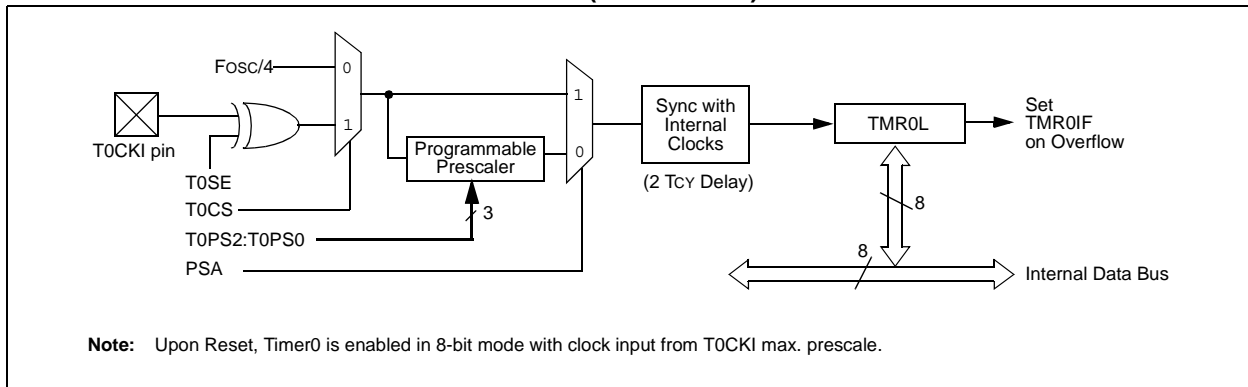 Fosc/4
0
1
T0CKI pin
T0SE
T0CS
T0PS2:T0PS0
PSA
Programmable
Prescaler
3
1
0
Sync with
Internal
Clocks
(2 TCY Delay)
TMR0L
Set
TMR0IF
on Overflow
8
8
Internal Data Bus
Note: Upon Reset, Timer0 is enabled in 8-bit mode with clock input from T0CKI max. prescale.